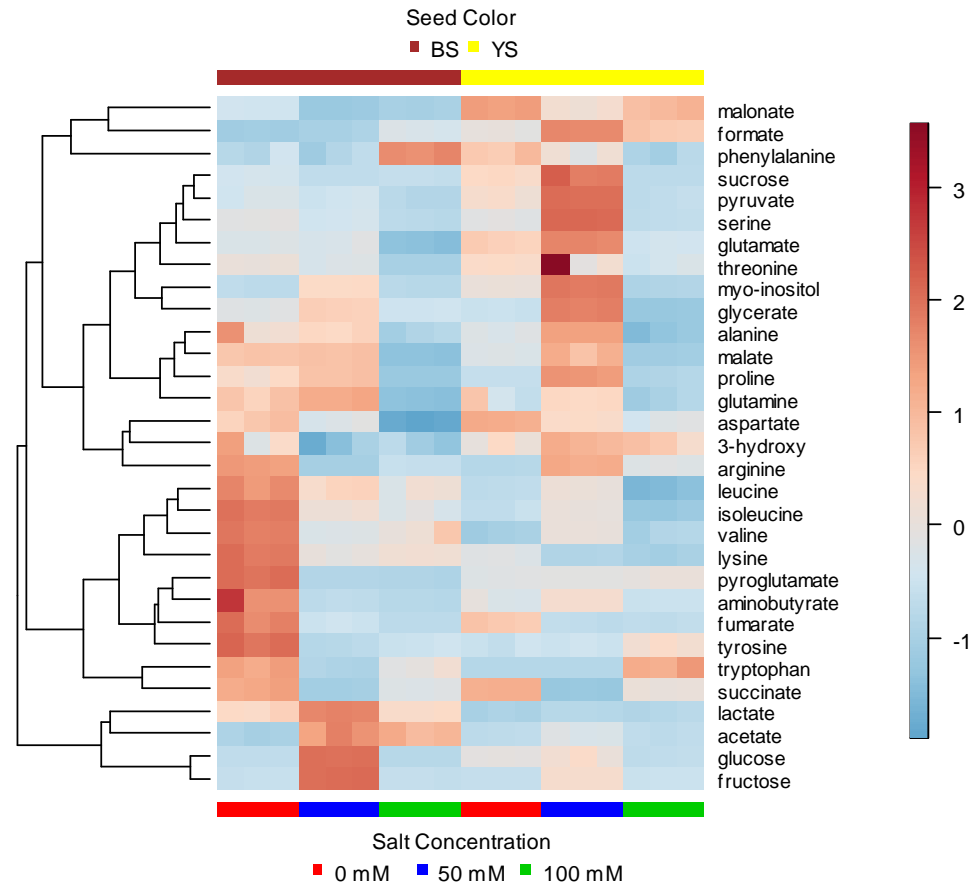 Seed Color
BS YS
malonate
formate
phenylalanine
sucrose
pyruvate
serine
glutamate
threonine
myo-inositol
glycerate
alanine
malate
proline
glutamine
aspartate
3-hydroxy
arginine
leucine
isoleucine
valine
lysine
pyroglutamate
aminobutyrate
fumarate
tyrosine
tryptophan
succinate
lactate
acetate
glucose
fructose
3
2
1
0
-1
Salt Concentration
0 mM 50 mM 100 mM